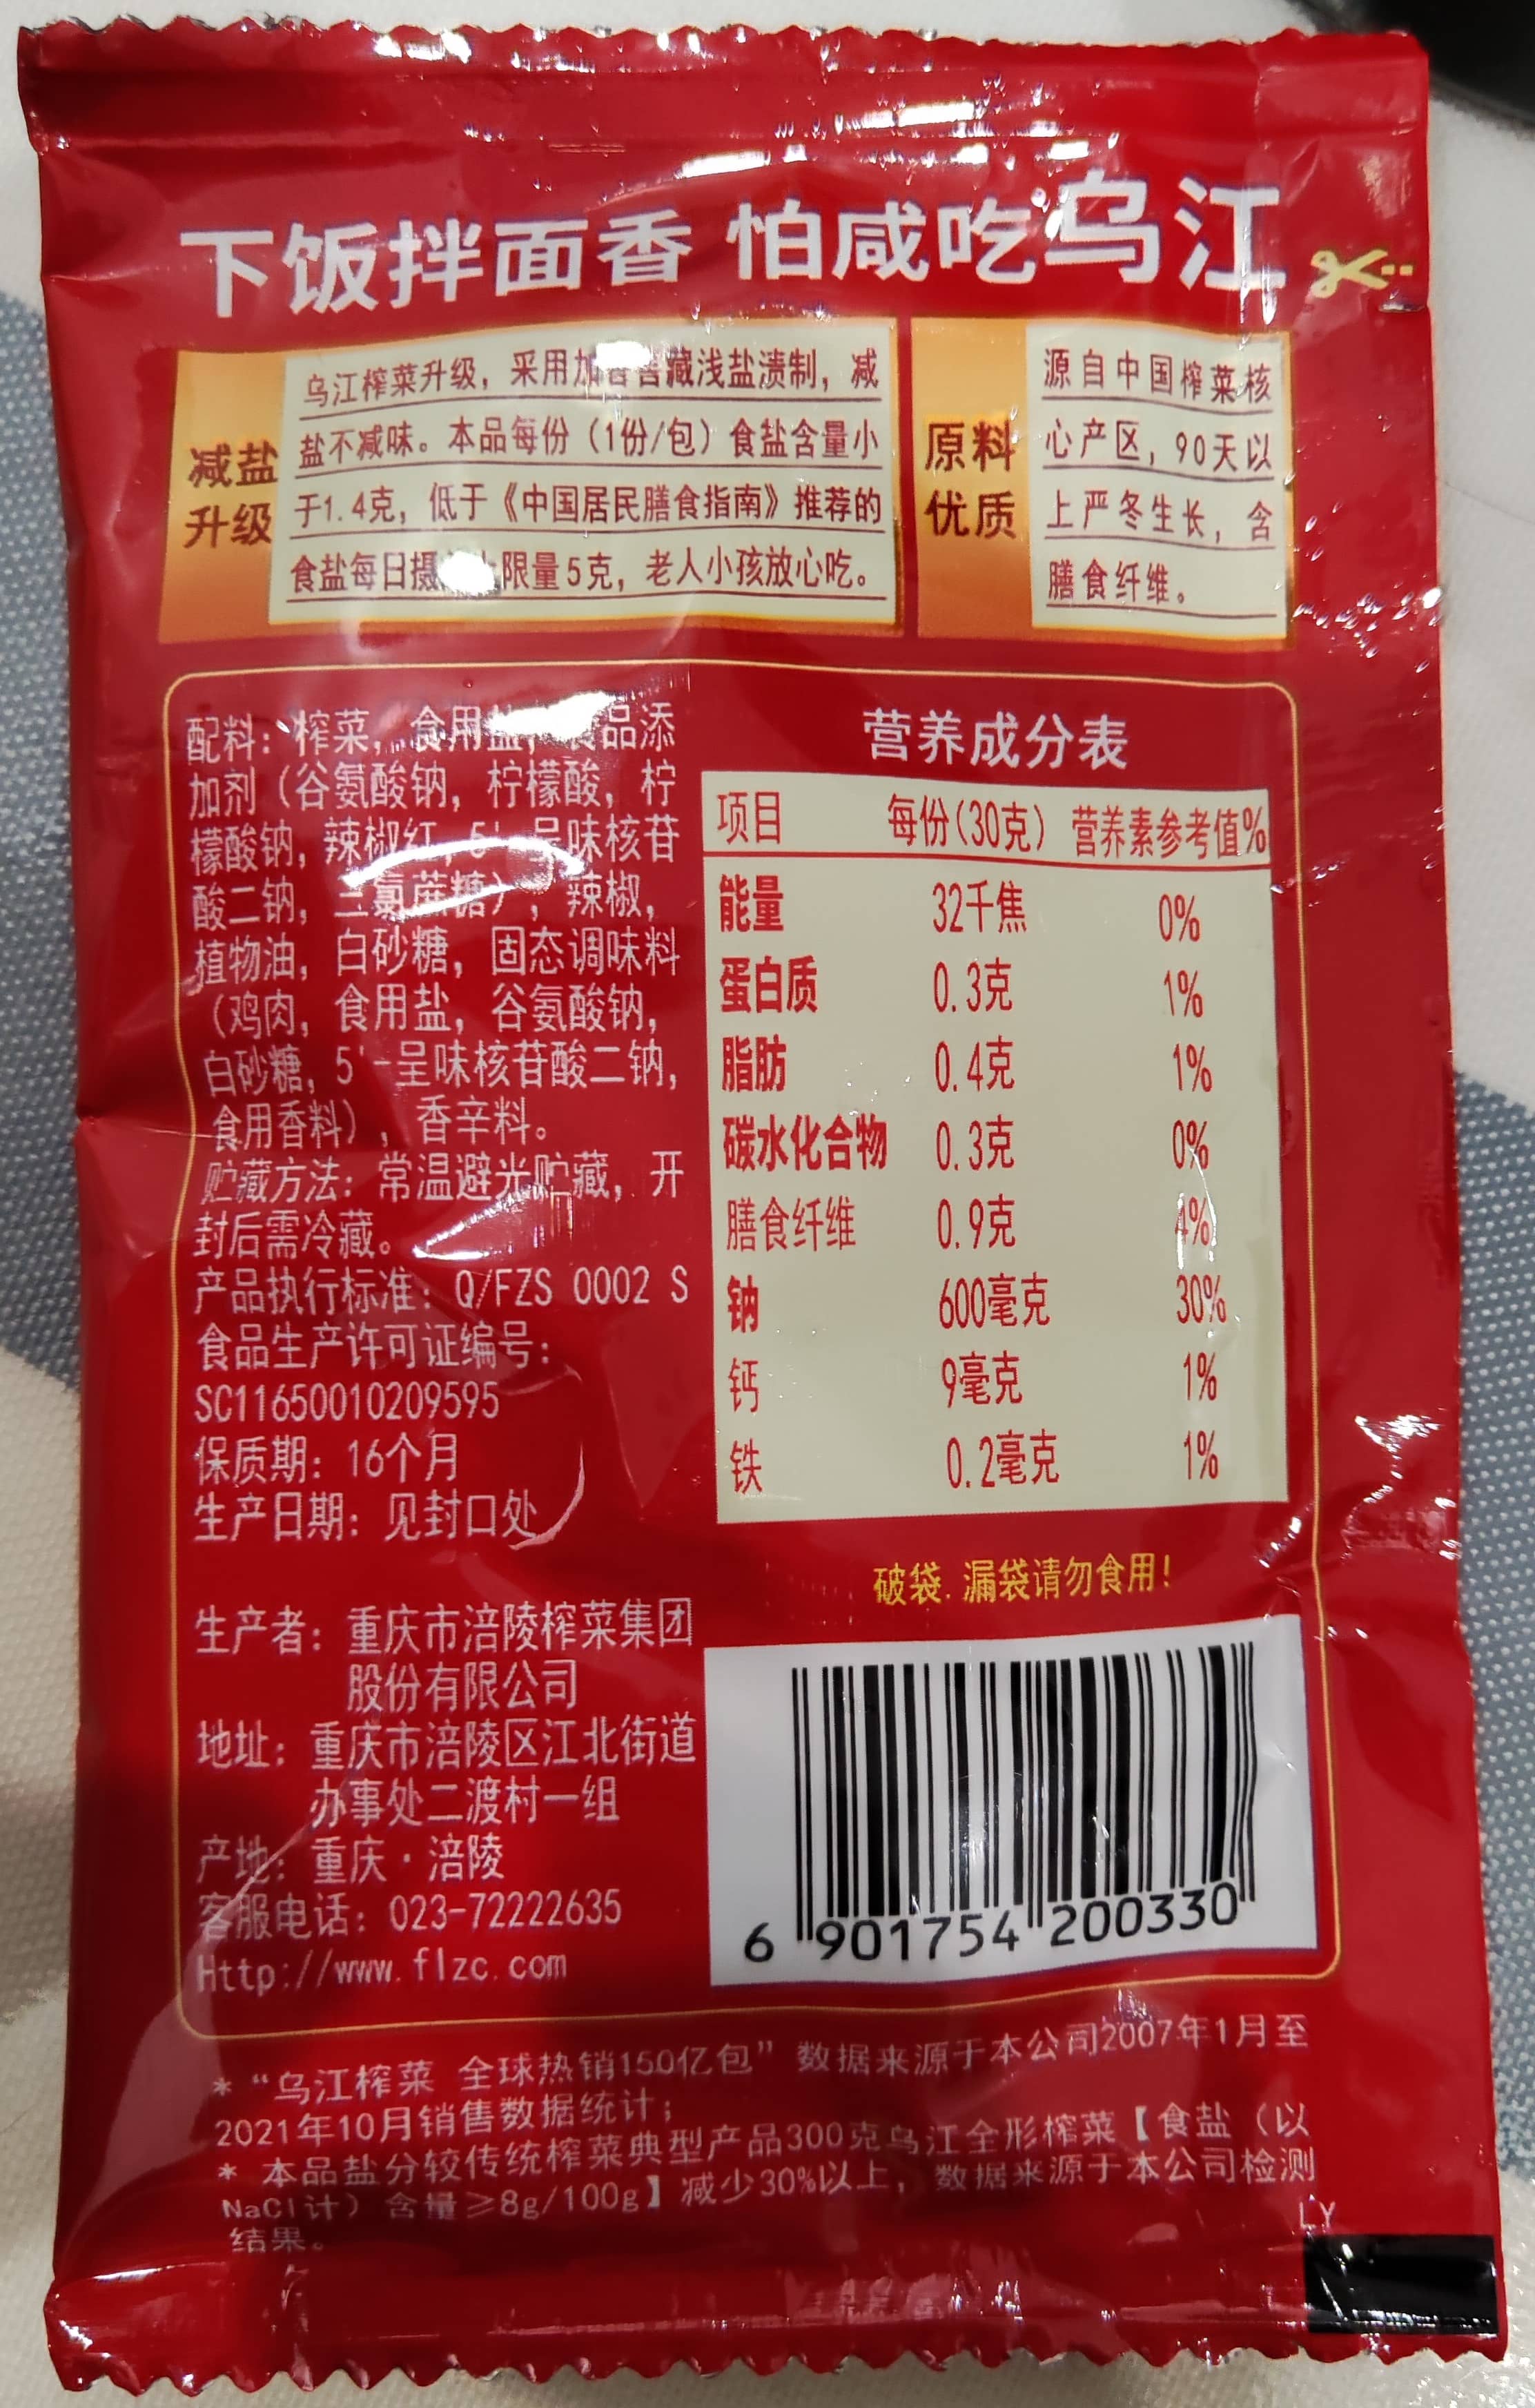 下饭拌面香 怕咸吃乌江
减盐
升级
乌江榨菜升级，采用加窖藏浅盐渍制，减
盐不减味。本品每份（1份/包）食盐含量小
于1.4克，低于《中国居民膳食指南》推荐的
食盐每日摄 限量5克，老人小孩放心吃。
原料
优质
源自中国榨菜核
心产区，90天以
上严冬生长，含
膳食纤维。
配料：榨菜，食用盐，食品添
加剂（谷氨酸钠，柠檬酸，柠
檬酸钠，辣椒红，5'-呈味核苷
酸二钠，三氯蔗糖），辣椒，
植物油，白砂糖，固态调味料
（鸡肉，食用盐，谷氨酸钠，
白砂糖，5'-呈味核苷酸二钠，
食用香料），香辛料。
贮藏方法：常温避光贮藏，开
封后需冷藏。
产品执行标准：Q/FZS 0002 S
食品生产许可证编号：
SC11650010209595
保质期：16个月
生产日期：见封口处
生产者：重庆市涪陵榨菜集团
股份有限公司
地址：重庆市涪陵区江北街道
办事处二渡村一组
产地：重庆·涪陵
客服电话：023-72222635
Http://www.flzc.com
营养成分表
项目 每份(30克) 营养素参考值%
能量 32千焦 0%
蛋白质 0.3克 1%
脂肪 0.4克 1%
碳水化合物 0.3克 0%
膳食纤维 0.9克 4%
钠 600毫克 30%
钙 9毫克 1%
铁 0.2毫克 1%
破袋.漏袋请勿食用！
6 901754 200330
*“乌江榨菜 全球热销150亿包”数据来源于本公司2007年1月至
2021年10月销售数据统计；
* 本品盐分较传统榨菜典型产品300克乌江全形榨菜【食盐（以
NaCl计）含量≥8g/100g】减少30%以上，数据来源于本公司检测
结果。
LY